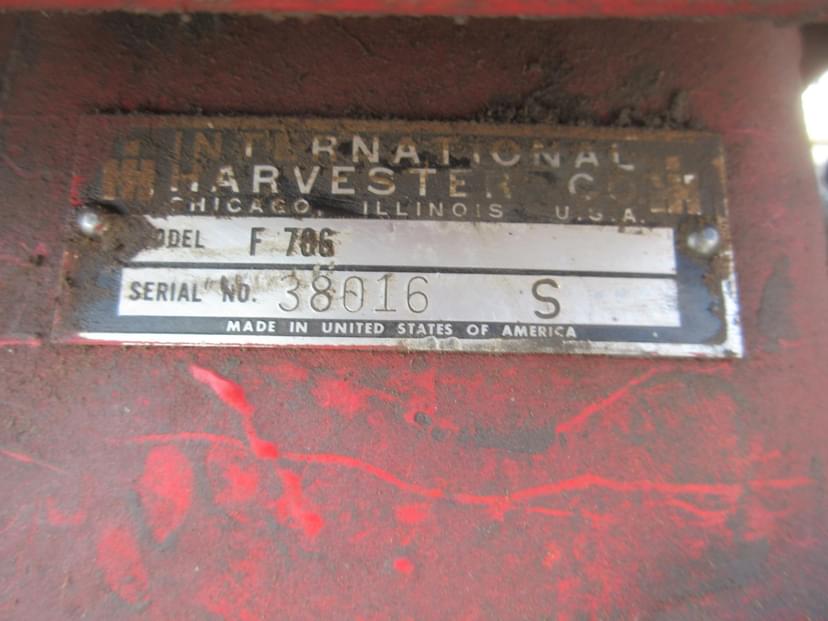 INTERNATIONAL
HARVESTER CO
CHICAGO, ILLINOIS U.S.A.
MODEL F 706
SERIAL NO. 38016 S
MADE IN UNITED STATES OF AMERICA